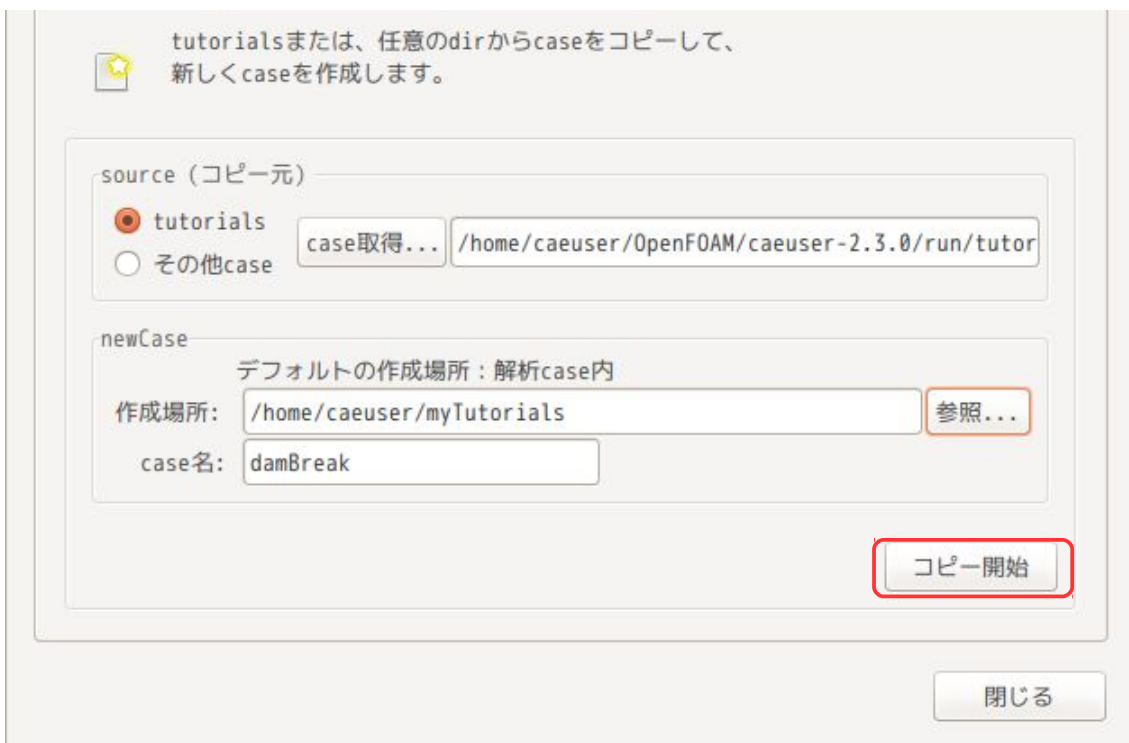 tutorialsまたは、任意のdirからcaseをコピーして、
新しくcaseを作成します。
source (コピー元)
tutorials
その他case
case取得...
/home/caeuser/OpenFOAM/caeuser-2.3.0/run/tutor
newCase
デフォルトの作成場所：解析case内
作成場所:
/home/caeuser/myTutorials
参照...
case名:
damBreak
コピー開始
閉じる